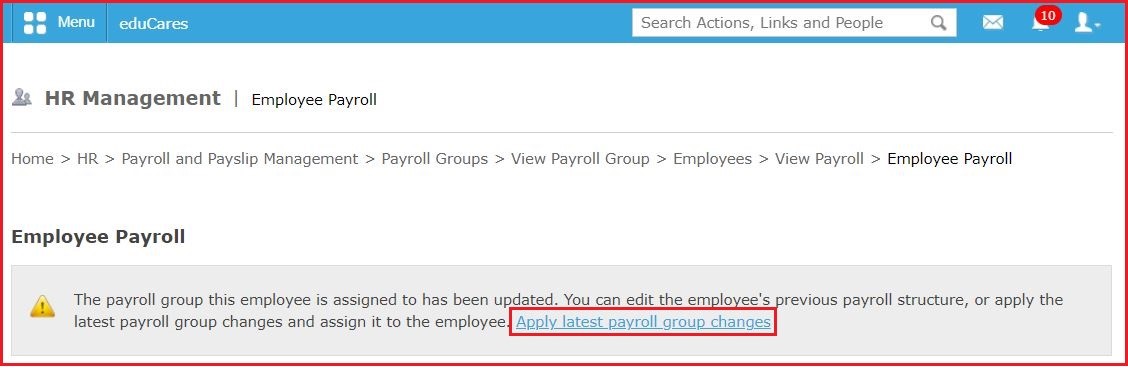 Menu eduCares Search Actions, Links and People 10
HR Management | Employee Payroll
Home > HR > Payroll and Payslip Management > Payroll Groups > View Payroll Group > Employees > View Payroll > Employee Payroll
Employee Payroll
The payroll group this employee is assigned to has been updated. You can edit the employee's previous payroll structure, or apply the
latest payroll group changes and assign it to the employee. Apply latest payroll group changes